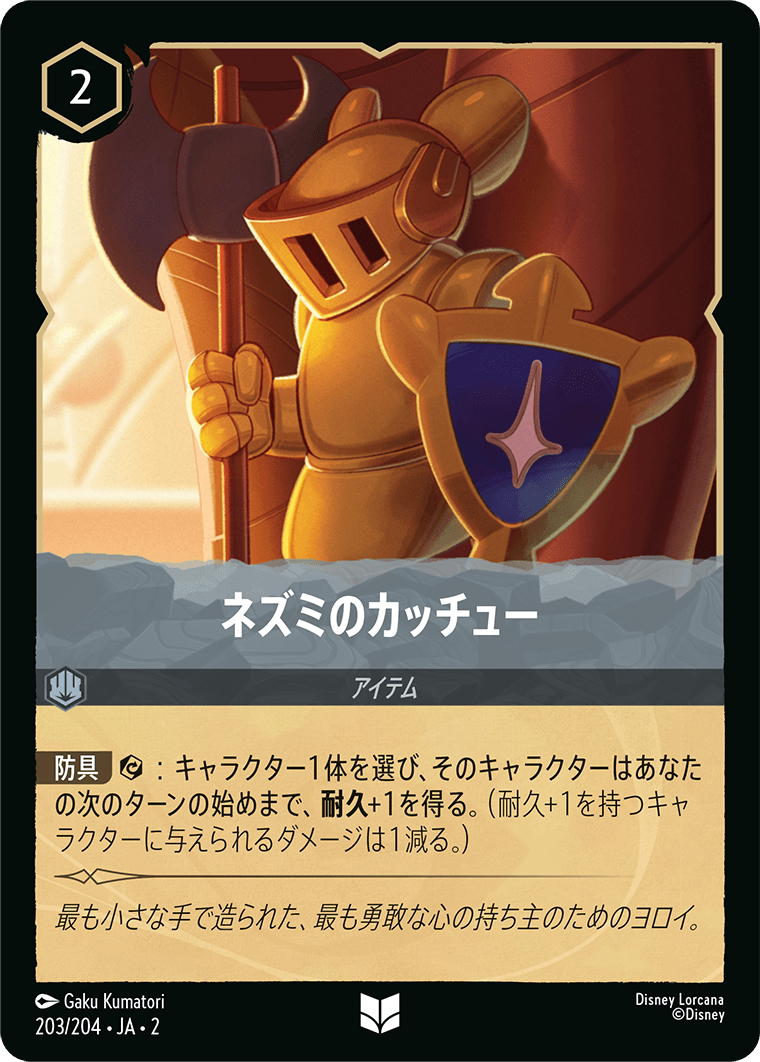 2
ネズミのカッチュー
アイテム
防具 : キャラクター1体を選び、そのキャラクターはあなた
の次のターンの始めまで、耐久+1を得る。(耐久+1を持つキャ
ラクターに与えられるダメージは1減る。)
最も小さな手で造られた、最も勇敢な心の持ち主のためのヨロイ。
Gaku Kumatori
203/204・JA・2
Disney Lorcana
©Disney